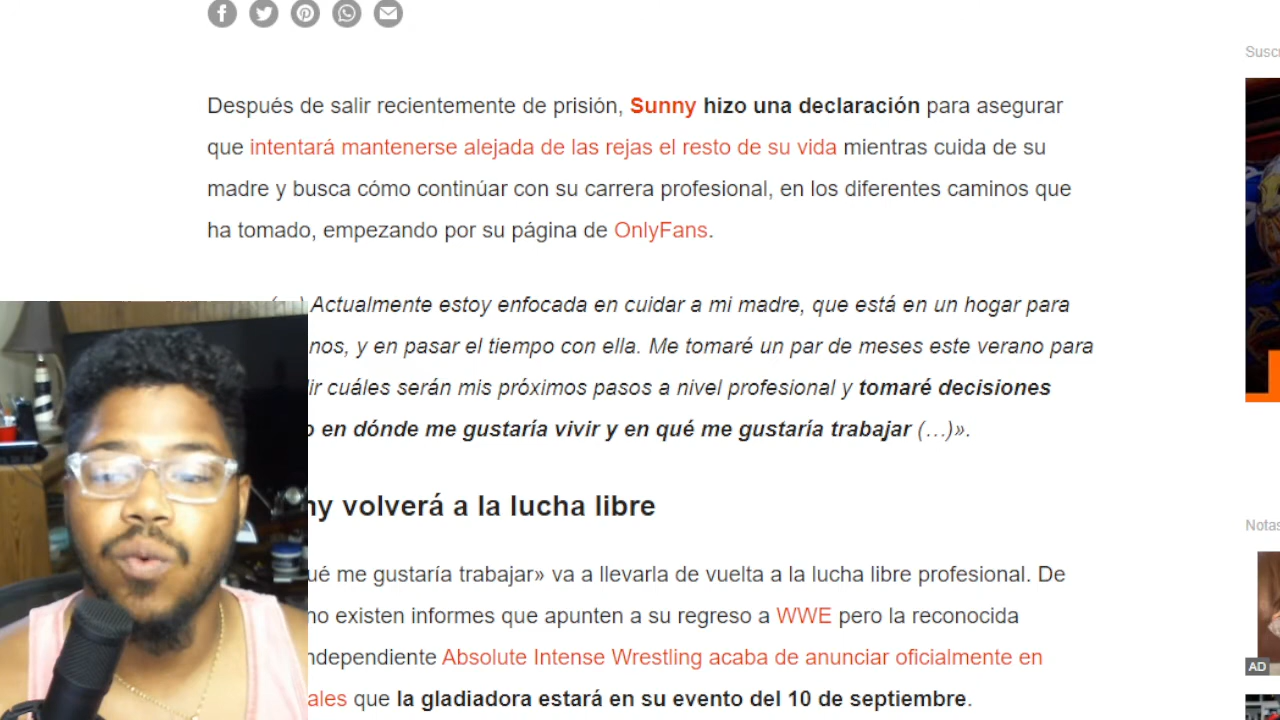 Suscr
Después de salir recientemente de prisión, Sunny hizo una declaración para asegurar
que intentará mantenerse alejada de las rejas el resto de su vida mientras cuida de su
madre y busca cómo continúar con su carrera profesional, en los diferentes caminos que
ha tomado, empezando por su página de OnlyFans.
Actualmente estoy enfocada en cuidar a mi madre, que está en un hogar para
nos, y en pasar el tiempo con ella. Me tomaré un par de meses este verano para
ir cuáles serán mis próximos pasos a nivel profesional y tomaré decisiones
o en dónde me gustaría vivir y en qué me gustaría trabajar (…)».
ny volverá a la lucha libre
Notas
ué me gustaría trabajar» va a llevarla de vuelta a la lucha libre profesional. De
no existen informes que apunten a su regreso a WWE pero la reconocida
ndependiente Absolute Intense Wrestling acaba de anunciar oficialmente en
ales que la gladiadora estará en su evento del 10 de septiembre.
AD